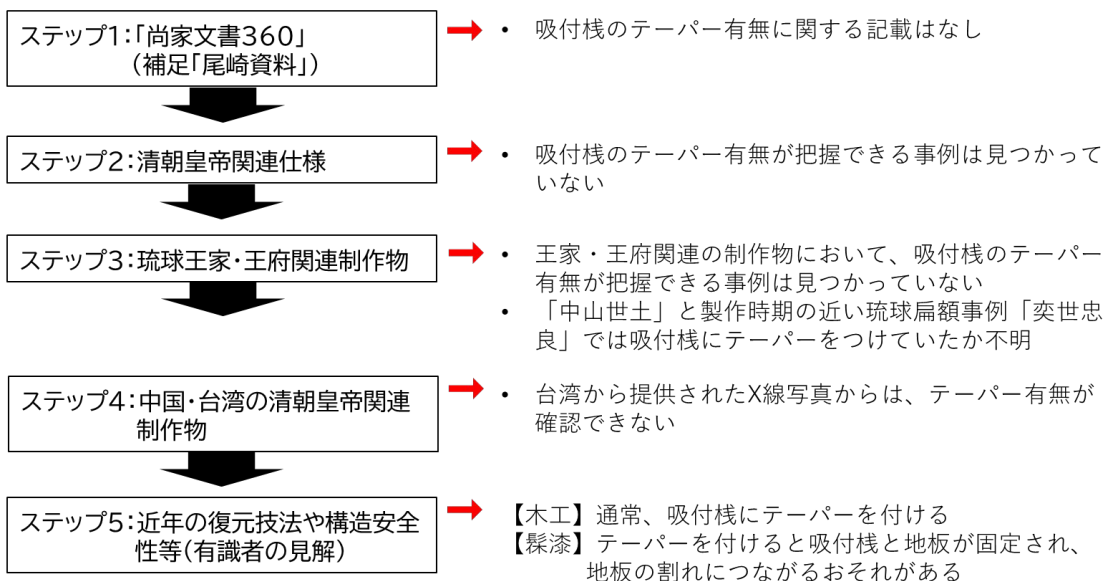 ステップ1:「尚家文書360」
(補足「尾崎資料」)
• 吸付桟のテーパー有無に関する記載はなし
ステップ2:清朝皇帝関連仕様
• 吸付桟のテーパー有無が把握できる事例は見つかって
いない
ステップ3:琉球王家・王府関連制作物
• 王家・王府関連の制作物において、吸付桟のテーパー
有無が把握できる事例は見つかっていない
• 「中山世土」と製作時期の近い琉球扁額事例「奕世忠
良」では吸付桟にテーパーをつけていたか不明
ステップ4:中国・台湾の清朝皇帝関連
制作物
• 台湾から提供されたX線写真からは、テーパー有無が
確認できない
ステップ5:近年の復元技法や構造安全
性等(有識者の見解)
【木工】通常、吸付桟にテーパーを付ける
【髹漆】テーパーを付けると吸付桟と地板が固定され、
地板の割れにつながるおそれがある